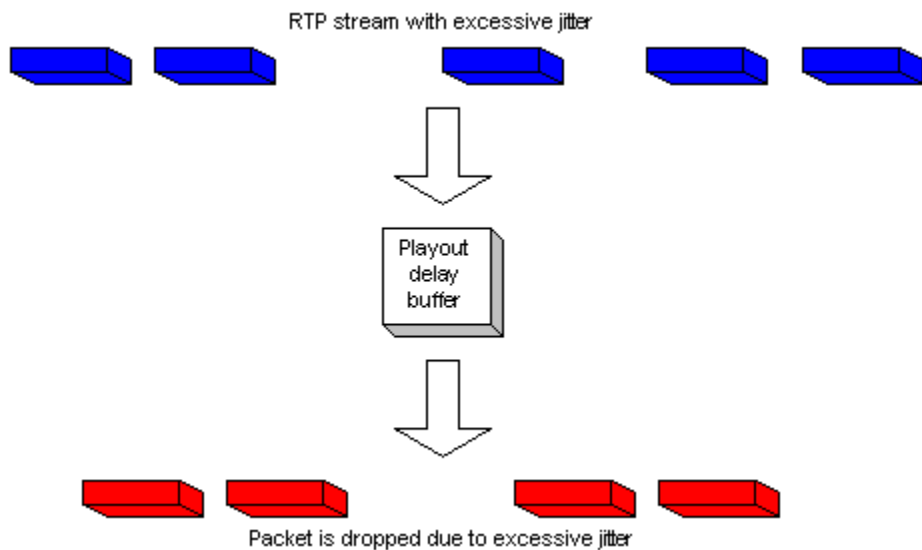 RTP stream with excessive jitter
Playout
delay
buffer
Packet is dropped due to excessive jitter